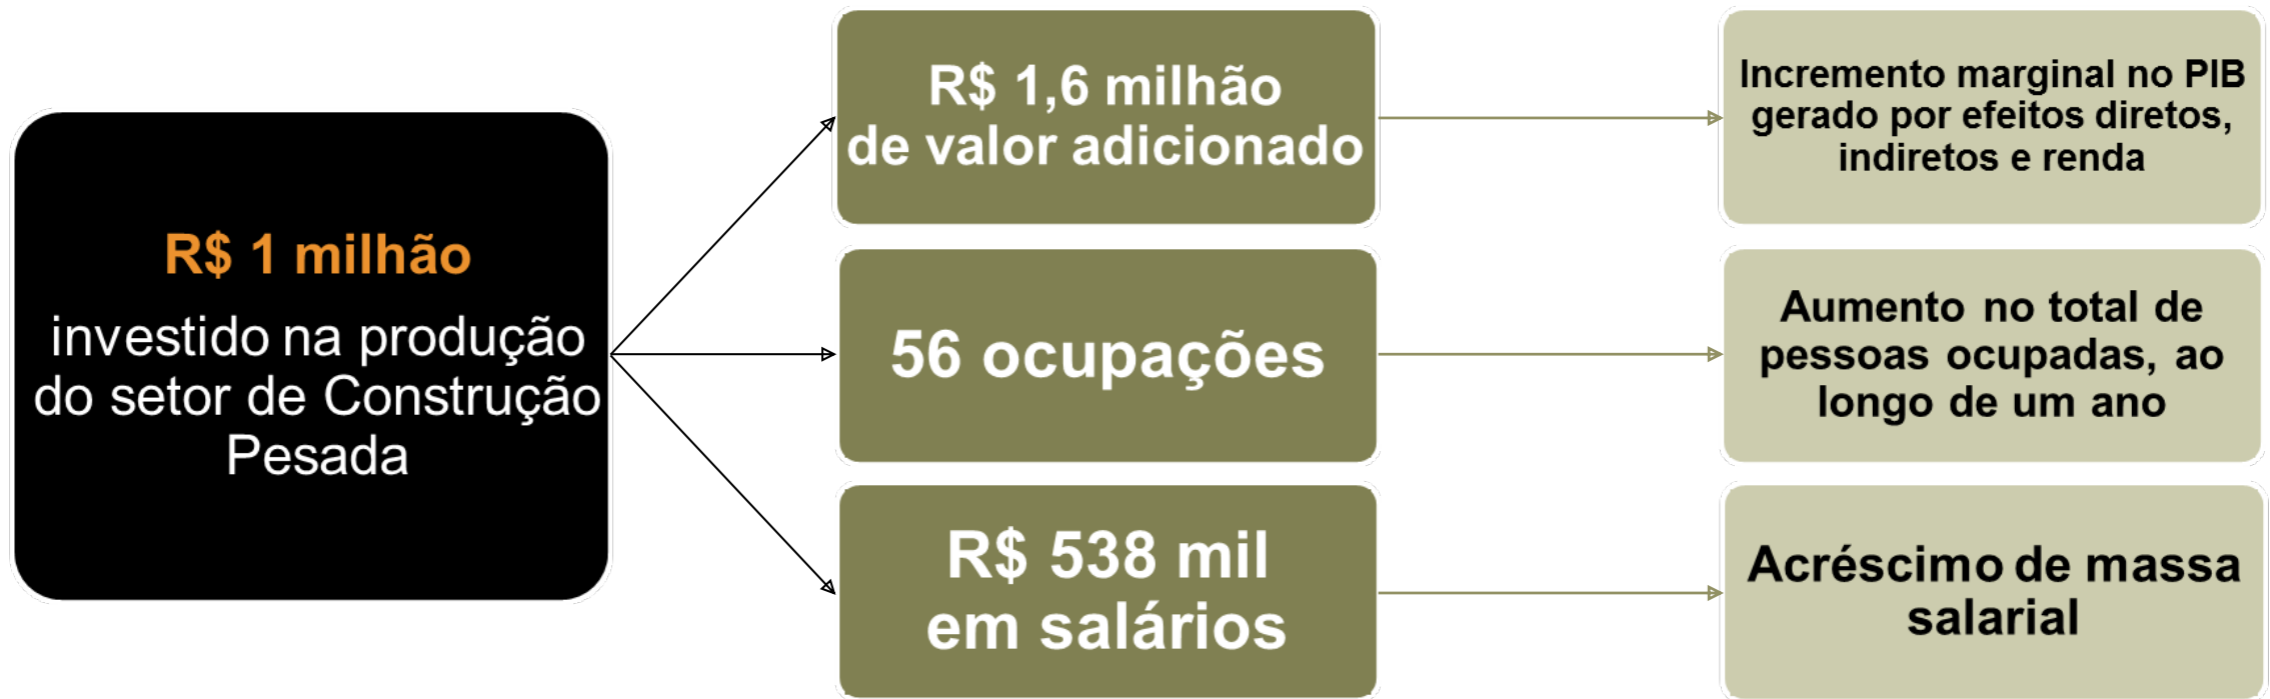 R$ 1 milhão
investido na produção
do setor de Construção
Pesada
R$ 1,6 milhão
de valor adicionado
Incremento marginal no PIB
gerado por efeitos diretos,
indiretos e renda
56 ocupações
Aumento no total de
pessoas ocupadas, ao
longo de um ano
R$ 538 mil
em salários
Acréscimo de massa
salarial